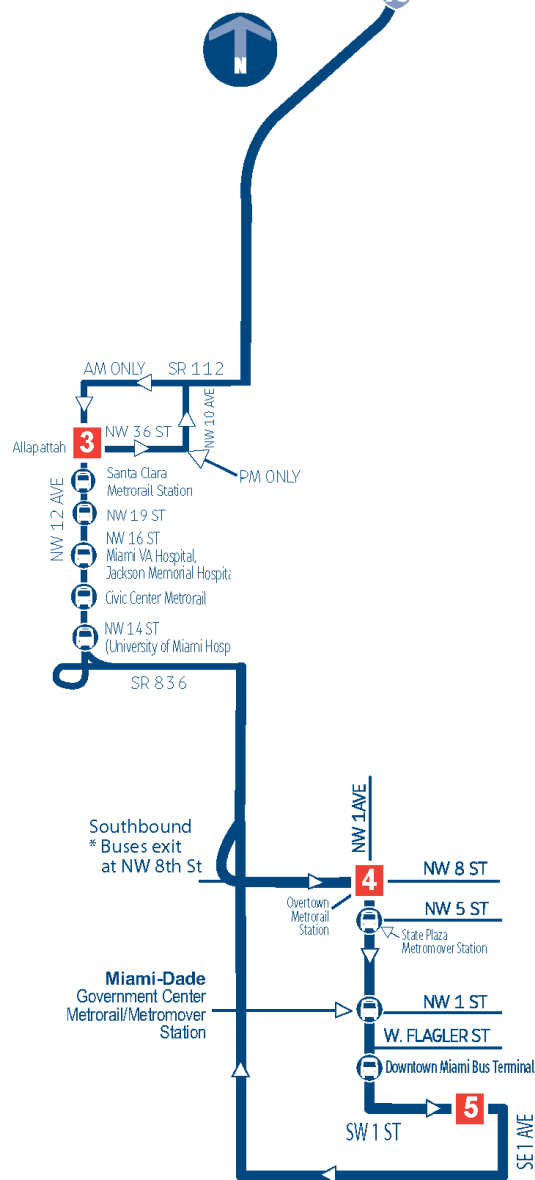 N
AM ONLY
SR 112
NW 10 AVE
Allapattah
3
NW 36 ST
PM ONLY
NW 12 AVE
Santa Clara
Metrorail Station
NW 19 ST
NW 16 ST
Miami VA Hospital,
Jackson Memorial Hospita
Civic Center Metrorail
NW 14 ST
(University of Miami Hosp
SR 836
NW 1 AVE
Southbound
* Buses exit
at NW 8th St
4
NW 8 ST
Overtown
Metrorail
Station
NW 5 ST
State Plaza
Metromover Station
Miami-Dade
Government Center
Metrorail/Metromover
Station
NW 1 ST
W. FLAGLER ST
Downtown Miami Bus Terminal
SW 1 ST
5
SE 1 AVE